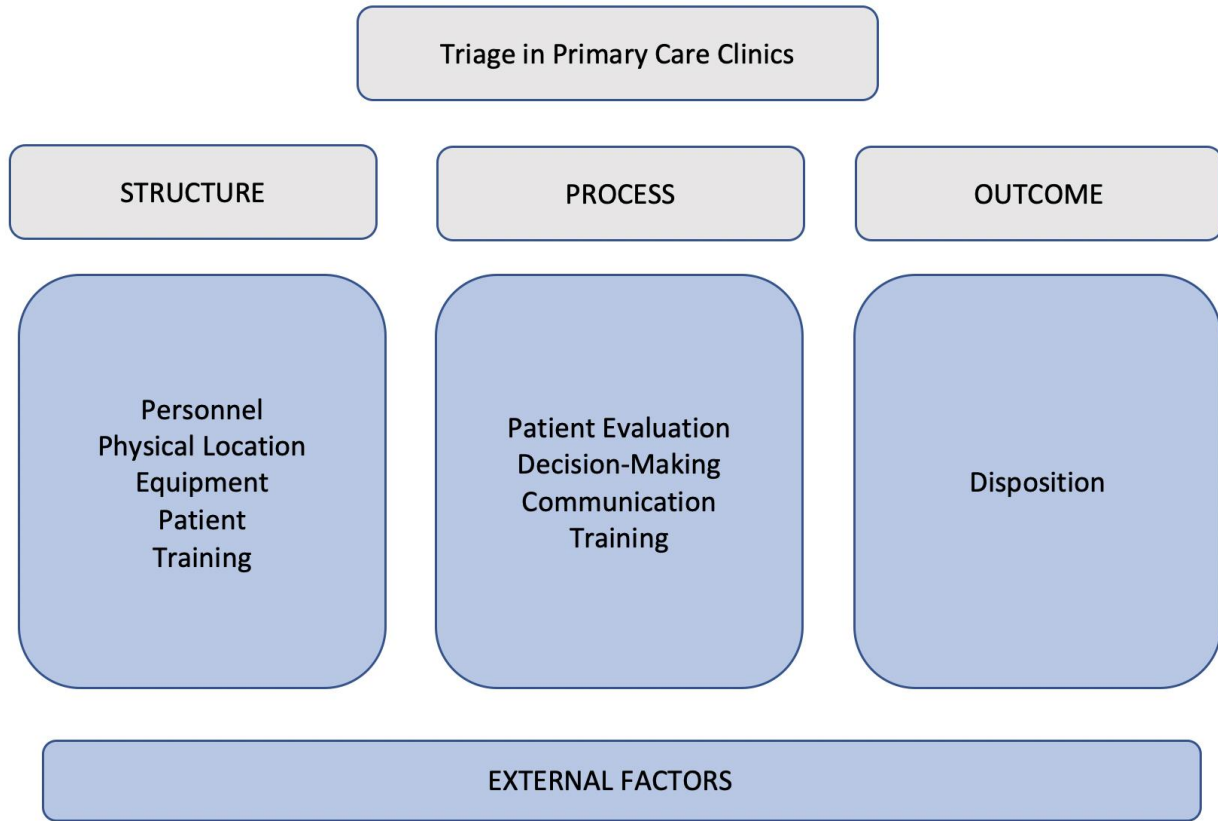 Triage in Primary Care Clinics
STRUCTURE
PROCESS
OUTCOME
Personnel
Physical Location
Equipment
Patient
Training
Patient Evaluation
Decision-Making
Communication
Training
Disposition
EXTERNAL FACTORS